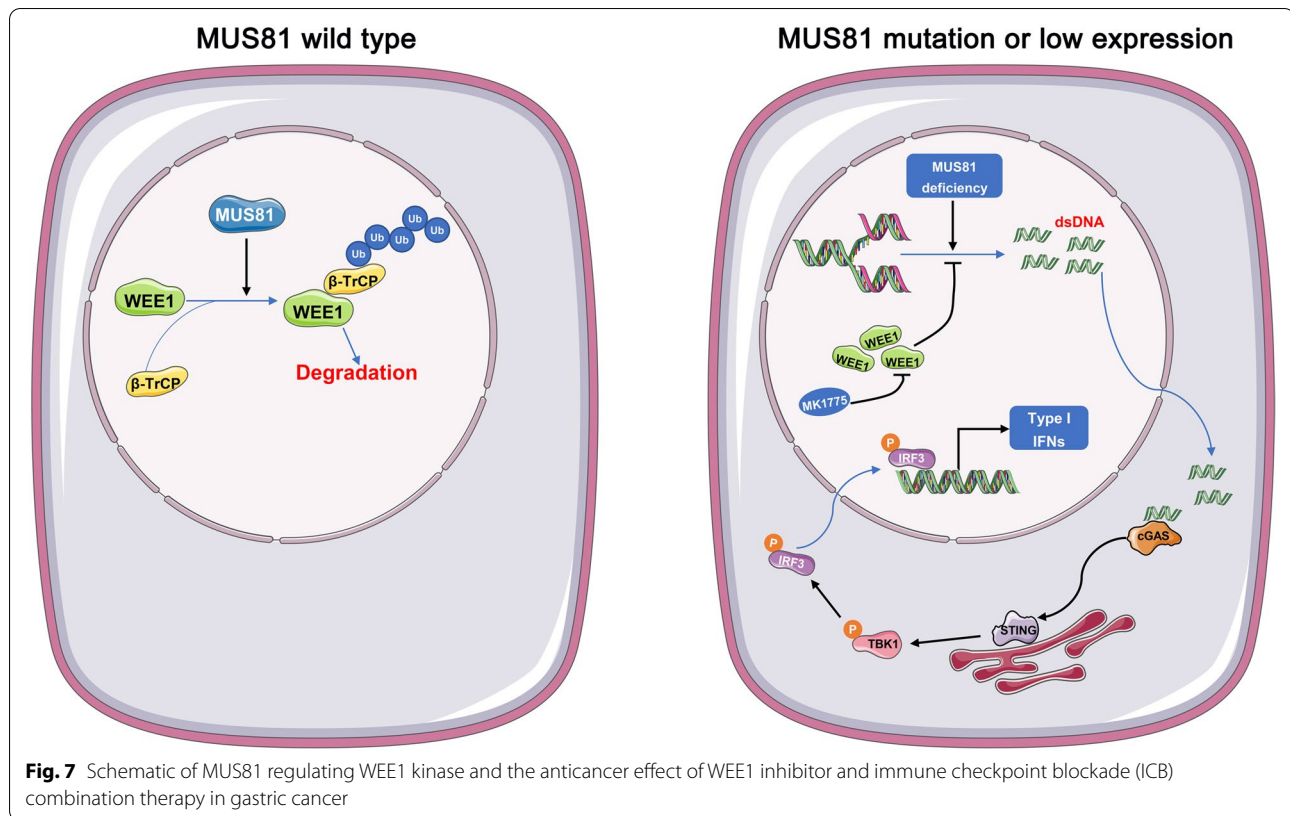 MUS81 wild type
MUS81
Ub
Ub
Ub
Ub
Ub
β-TrCP
WEE1
WEE1
β-TrCP
Degradation
MUS81 mutation or low expression
MUS81
deficiency
dsDNA
WEE1
WEE1
WEE1
MK1775
Type I
IFNs
P
IRF3
cGAS
STING
P
TBK1
P
IRF3
Fig. 7 Schematic of MUS81 regulating WEE1 kinase and the anticancer effect of WEE1 inhibitor and immune checkpoint blockade (ICB)
combination therapy in gastric cancer